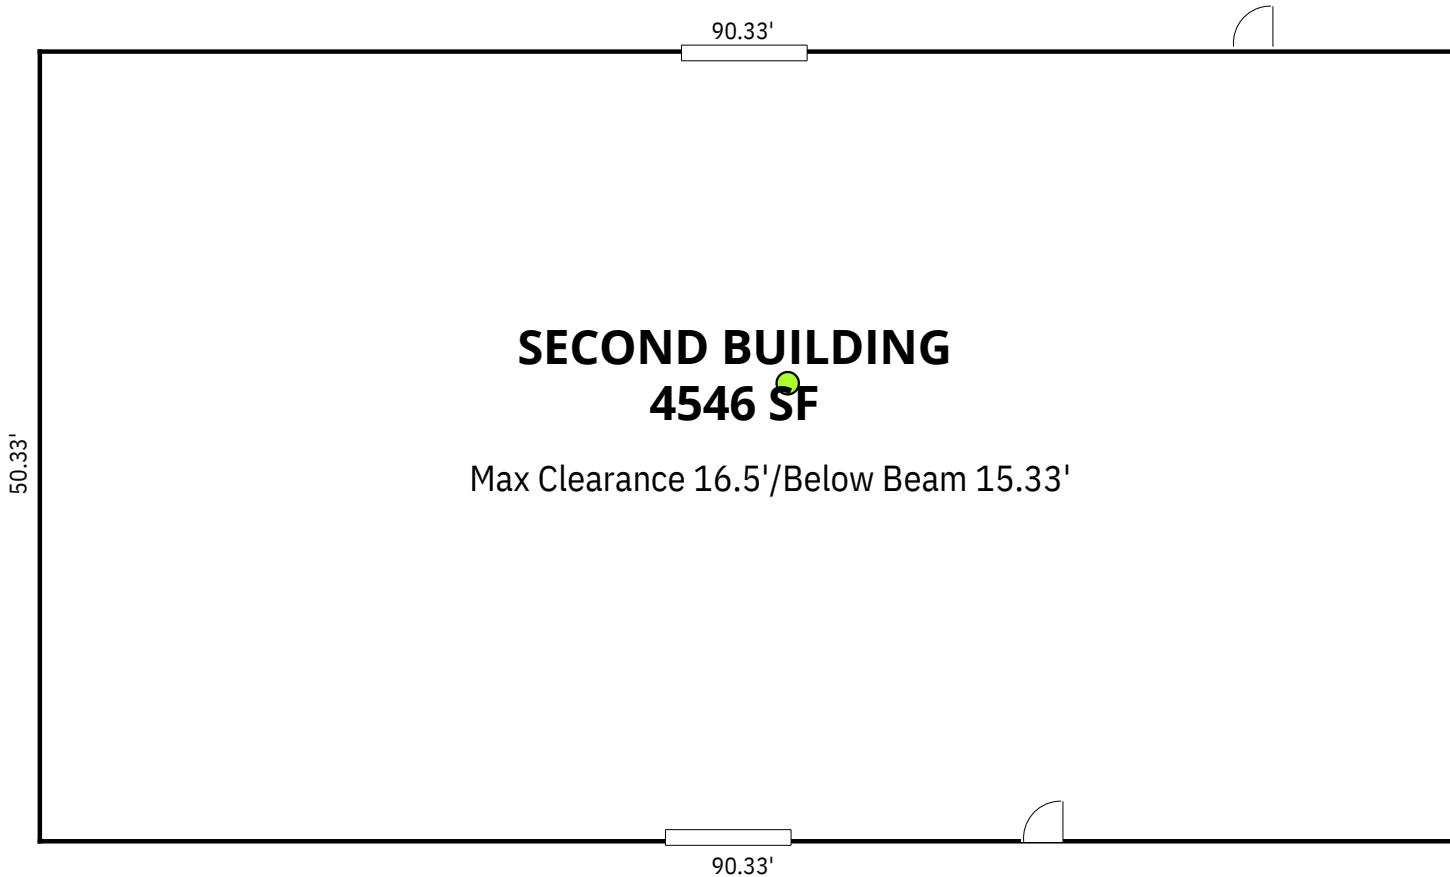 90.33'
SECOND BUILDING
4546 SF
50.33'
Max Clearance 16.5'/Below Beam 15.33'
90.33'